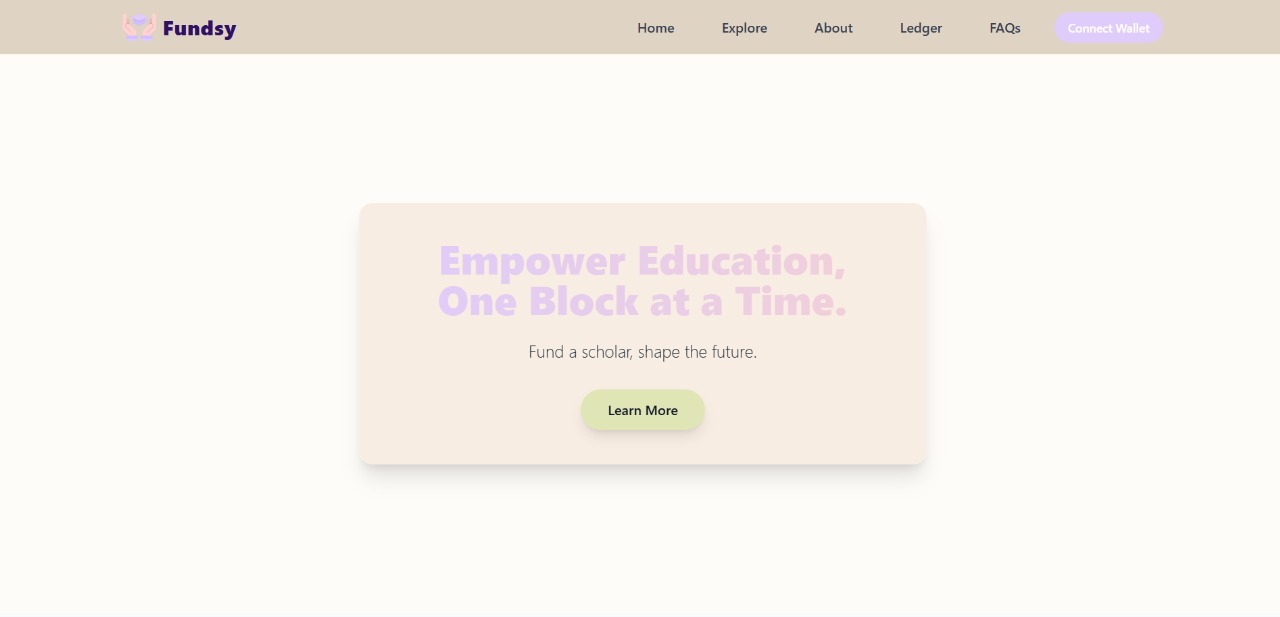 Fundsy
Home
Explore
About
Ledger
FAQs
Connect Wallet
Empower Education,
One Block at a Time.
Fund a scholar, shape the future.
Learn More